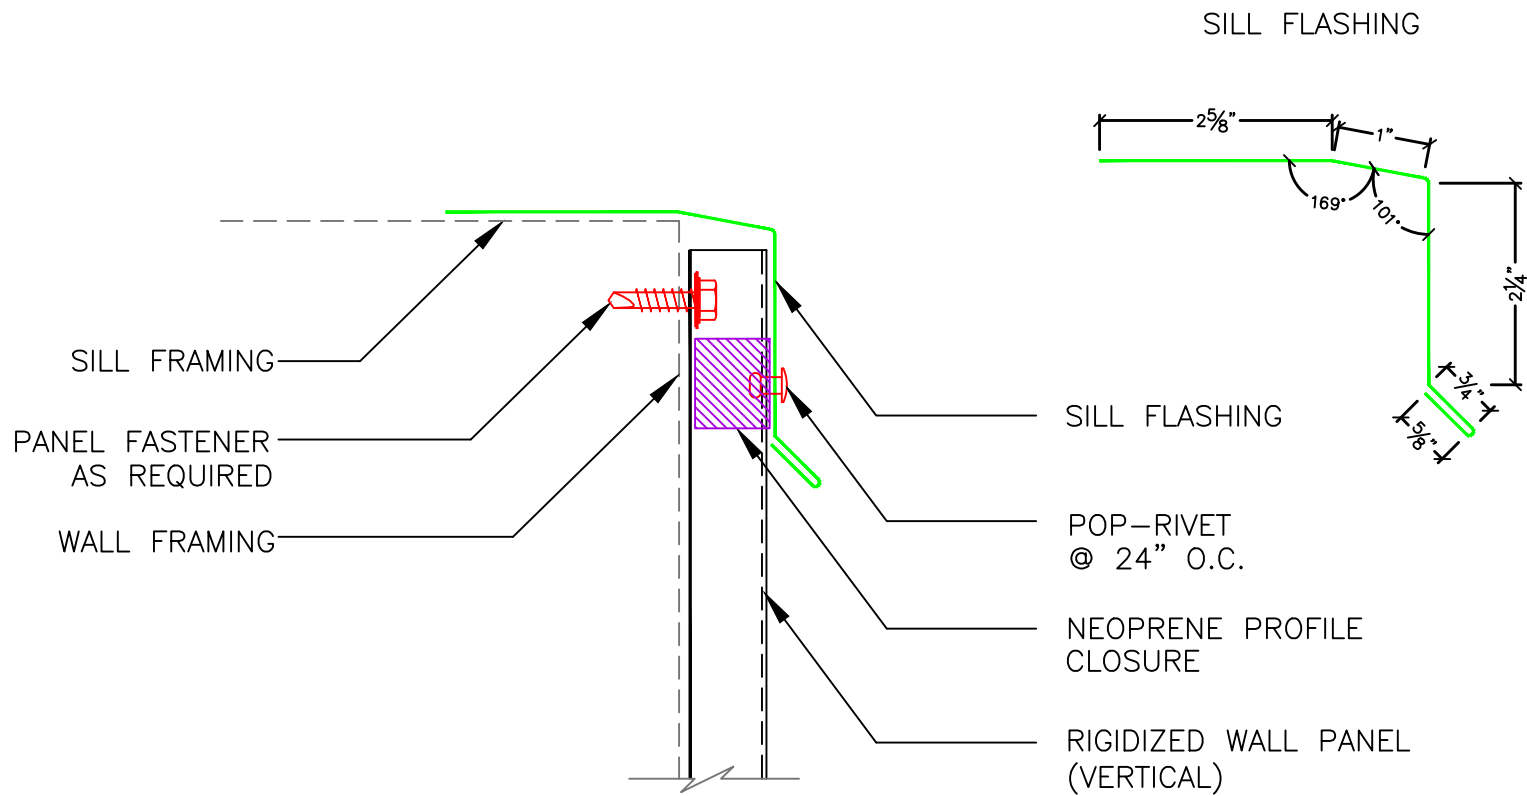 SILL FLASHING
2⅝"
1"
169°
101°
2¼"
¾"
⅝"
SILL FRAMING
PANEL FASTENER
AS REQUIRED
WALL FRAMING
SILL FLASHING
POP-RIVET
@ 24" O.C.
NEOPRENE PROFILE
CLOSURE
RIGIDIZED WALL PANEL
(VERTICAL)